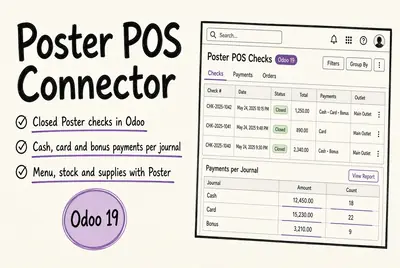 Poster POS
Connector
Closed Poster checks in Odoo
Cash, card and bonus payments per journal
Menu, stock and supplies with Poster
Odoo 19
Search...
Poster POS Checks Odoo 19
Filters
Group By
Checks Payments Orders
Check # Date Status Total Payments Outlet
CHK-2025-1042 May 24, 2025 10:15 PM Closed 1,250.00 Cash • Card • Bonus Main Outlet
CHK-2025-1041 May 24, 2025 9:48 PM Closed 890.00 Card Main Outlet
CHK-2025-1040 May 24, 2025 9:30 PM Closed 2,340.00 Cash • Bonus Main Outlet
Payments per Journal
View Report
Journal Amount Count
Cash 12,450.00 18
Card 15,230.00 22
Bonus 3,210.00 9